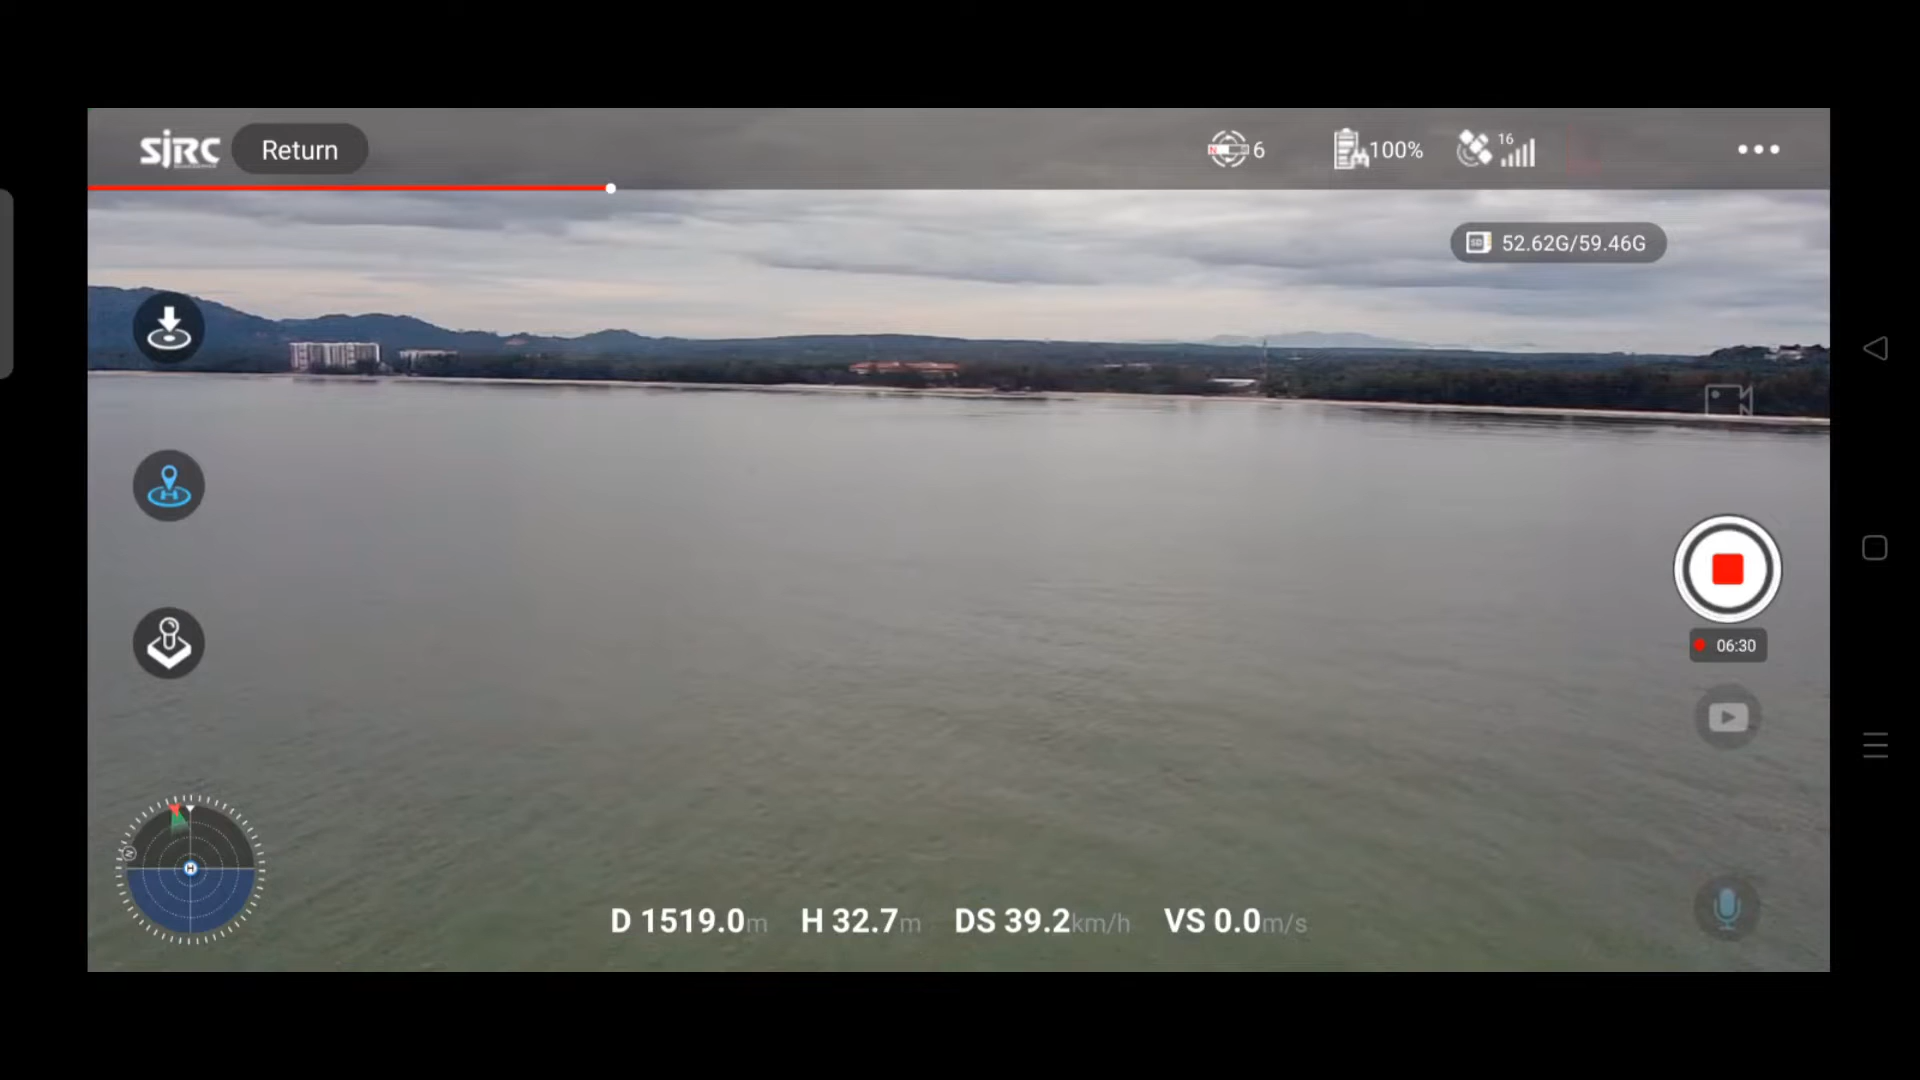 SJRC
Return
N
6
100%
16
SD
52.62G/59.46G
06:30
N
H
D 1519.0m H 32.7m DS 39.2km/h VS 0.0m/s